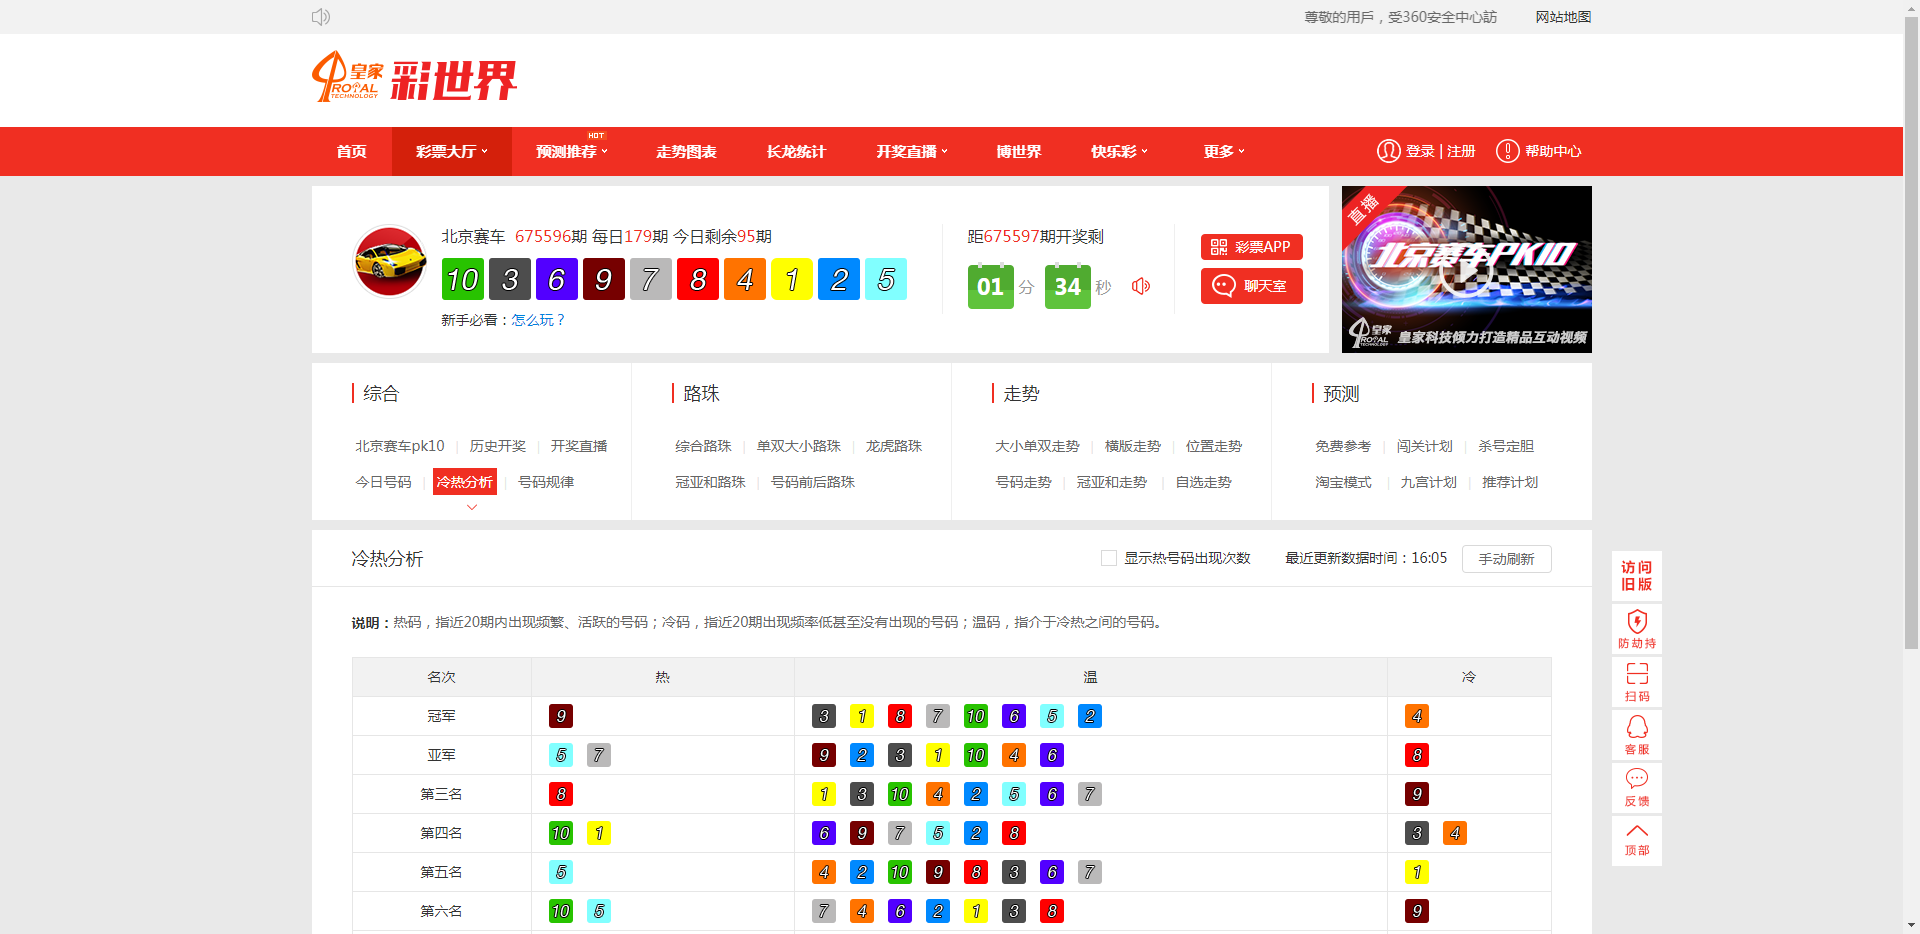 尊敬的用戶，受360安全中心訪 网站地图
皇家 ROYAL TECHNOLOGY 彩世界
首页 彩票大厅 预测推荐 HOT 走势图表 长龙统计 开奖直播 博世界 快乐彩 更多 登录 | 注册 帮助中心
北京赛车 675596期 每日179期 今日剩余95期
10 3 6 9 7 8 4 1 2 5
新手必看：怎么玩？
距675597期开奖剩
01 分 34 秒
彩票APP
聊天室
直播
北京赛车PK10
皇家 ROYAL TECHNOLOGY 皇家科技倾力打造精品互动视频
综合
北京赛车pk10 历史开奖 开奖直播
今日号码 冷热分析 号码规律
路珠
综合路珠 单双大小路珠 龙虎路珠
冠亚和路珠 号码前后路珠
走势
大小单双走势 横版走势 位置走势
号码走势 冠亚和走势 自选走势
预测
免费参考 闯关计划 杀号定胆
淘宝模式 九宫计划 推荐计划
冷热分析 显示热号码出现次数 最近更新数据时间：16:05 手动刷新
说明：热码，指近20期内出现频繁、活跃的号码；冷码，指近20期出现频率低甚至没有出现的号码；温码，指介于冷热之间的号码。
名次 热 温 冷
冠军 9 3 1 8 7 10 6 5 2 4
亚军 5 7 9 2 3 1 10 4 6 8
第三名 8 1 3 10 4 2 5 6 7 9
第四名 10 1 6 9 7 5 2 8 3 4
第五名 5 4 2 10 9 8 3 6 7 1
第六名 10 5 7 4 6 2 1 3 8 9
访问
旧版
防劫持
扫码
客服
反馈
顶部